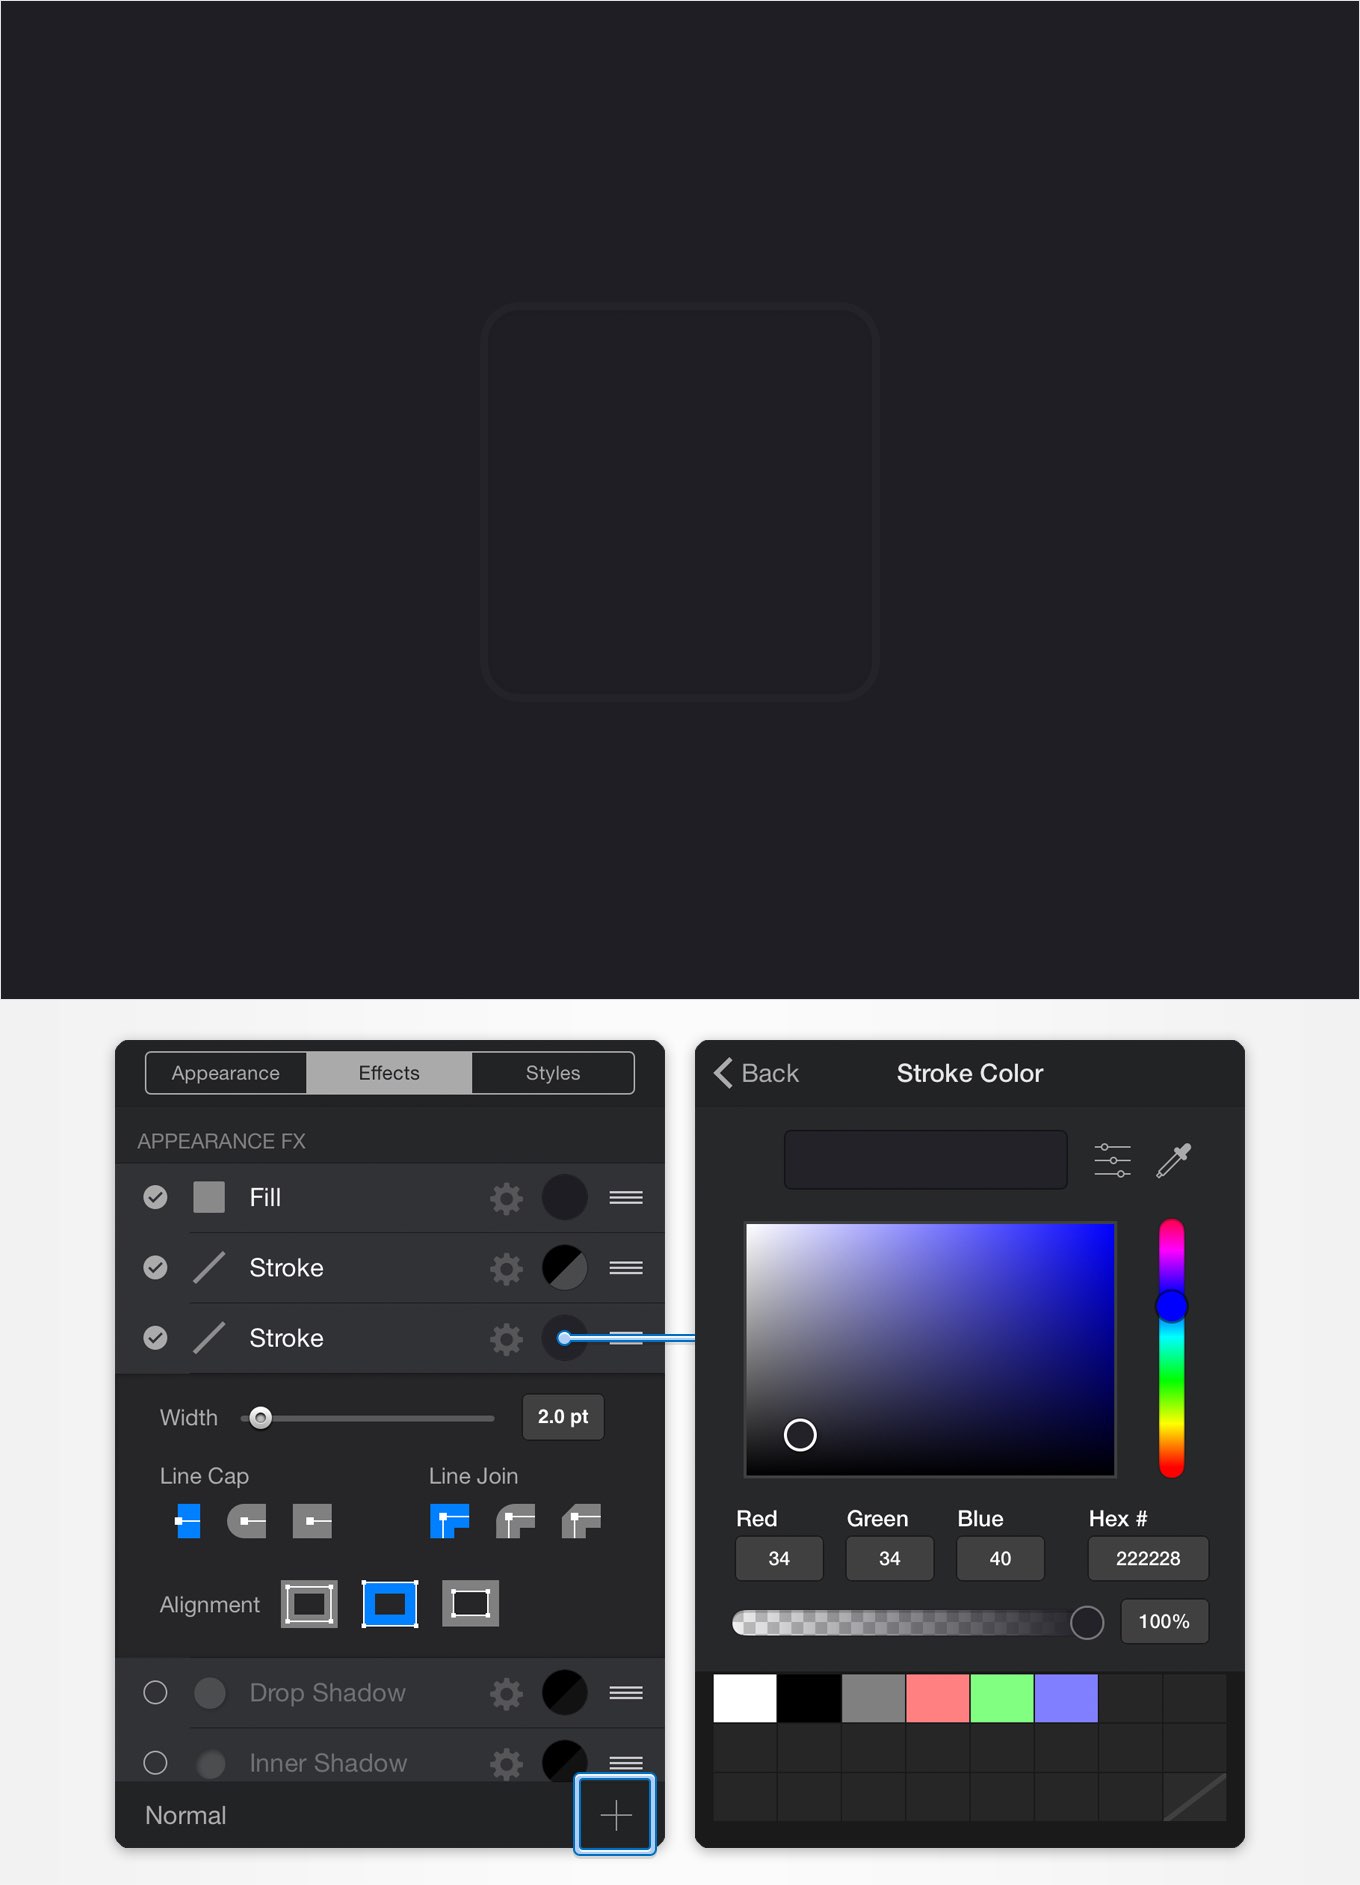 Appearance Effects Styles
APPEARANCE FX
Fill
Stroke
Stroke
Width 2.0 pt
Line Cap Line Join
Alignment
Drop Shadow
Inner Shadow
Normal
Back Stroke Color
Red Green Blue Hex #
34 34 40 222228
100%